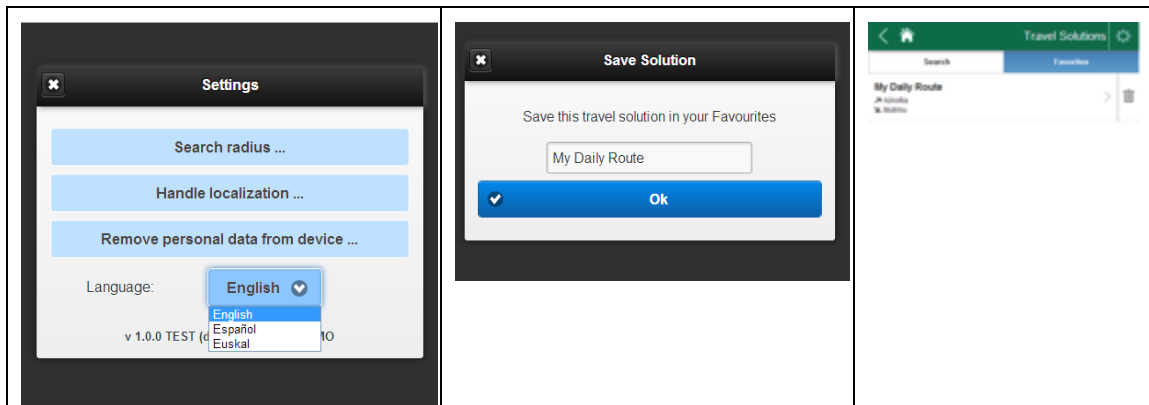 Settings
Search radius ...
Handle localization ...
Remove personal data from device ...
Language:
English
English
Español
Euskal
v 1.0.0 TEST (d
MO
Save Solution
Save this travel solution in your Favourites
My Daily Route
Ok
Travel Solutions
Search
Favorites
My Daily Route